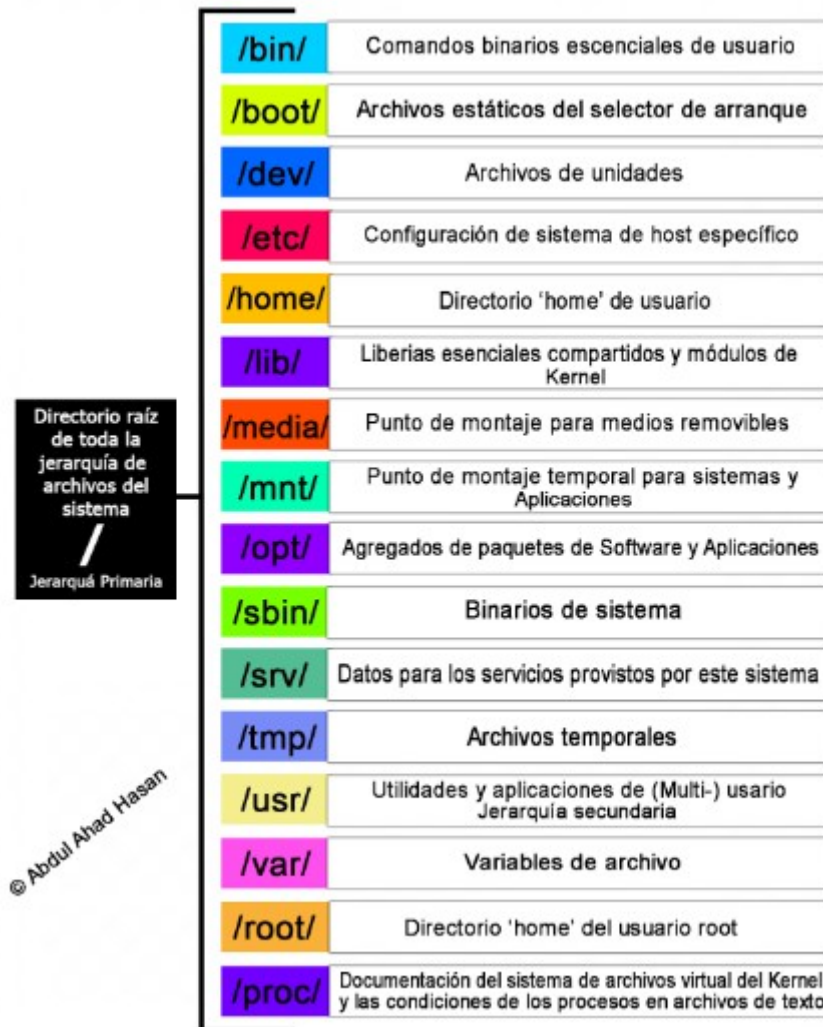 /bin/ Comandos binarios escenciales de usuario
/boot/ Archivos estáticos del selector de arranque
/dev/ Archivos de unidades
/etc/ Configuración de sistema de host específico
/home/ Directorio ‘home’ de usuario
/lib/ Liberias esenciales compartidos y módulos de
Kernel
Directorio raíz
de toda la
jerarquía de
archivos del
sistema
/
Jerarquá Primaria
/media/ Punto de montaje para medios removibles
/mnt/ Punto de montaje temporal para sistemas y
Aplicaciones
/opt/ Agregados de paquetes de Software y Aplicaciones
/sbin/ Binarios de sistema
/srv/ Datos para los servicios provistos por este sistema
/tmp/ Archivos temporales
/usr/ Utilidades y aplicaciones de (Multi-) usario
Jerarquía secundaria
/var/ Variables de archivo
/root/ Directorio ‘home’ del usuario root
/proc/ Documentación del sistema de archivos virtual del Kernel
y las condiciones de los procesos en archivos de texto
© Abdul Ahad Hasan